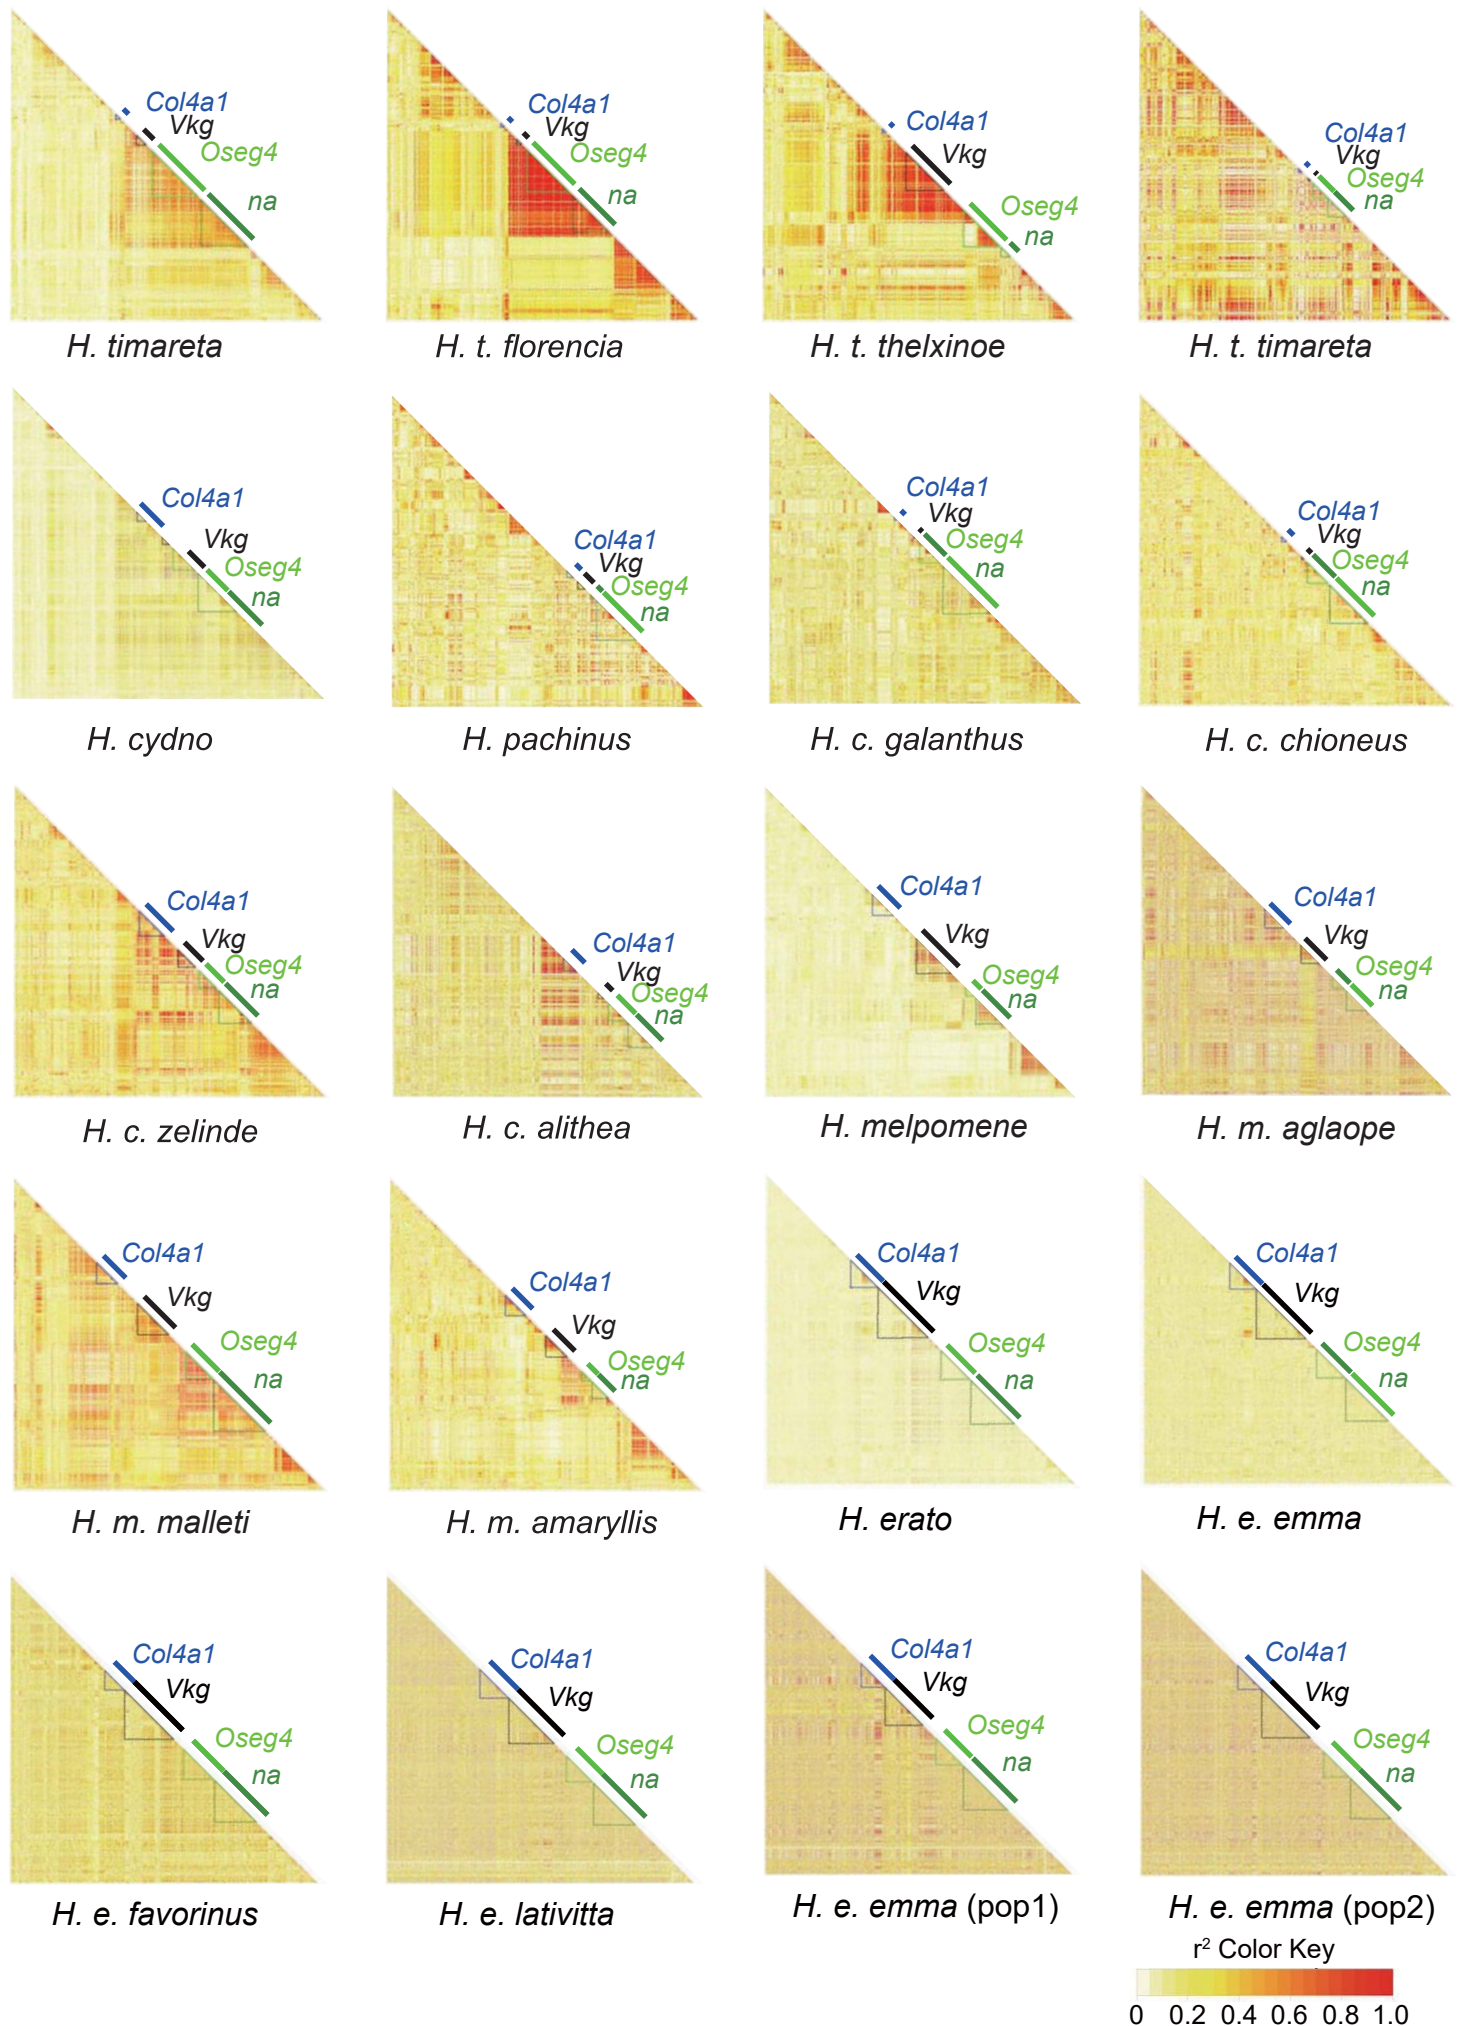 Col4a1
Vkg
Oseg4
na
H. timareta
Col4a1
Vkg
Oseg4
na
H. t. florencia
Col4a1
Vkg
Oseg4
na
H. t. thelxinoe
Col4a1
Vkg
Oseg4
na
H. t. timareta
Col4a1
Vkg
Oseg4
na
H. cydno
Col4a1
Vkg
Oseg4
na
H. pachinus
Col4a1
Vkg
Oseg4
na
H. c. galanthus
Col4a1
Vkg
Oseg4
na
H. c. chioneus
Col4a1
Vkg
Oseg4
na
H. c. zelinde
Col4a1
Vkg
Oseg4
na
H. c. alithea
Col4a1
Vkg
Oseg4
na
H. melpomene
Col4a1
Vkg
Oseg4
na
H. m. aglaope
Col4a1
Vkg
Oseg4
na
H. m. malleti
Col4a1
Vkg
Oseg4
na
H. m. amaryllis
Col4a1
Vkg
Oseg4
na
H. erato
Col4a1
Vkg
Oseg4
na
H. e. emma
Col4a1
Vkg
Oseg4
na
H. e. favorinus
Col4a1
Vkg
Oseg4
na
H. e. lativitta
Col4a1
Vkg
Oseg4
na
H. e. emma (pop1)
Col4a1
Vkg
Oseg4
na
H. e. emma (pop2)
r² Color Key
0 0.2 0.4 0.6 0.8 1.0